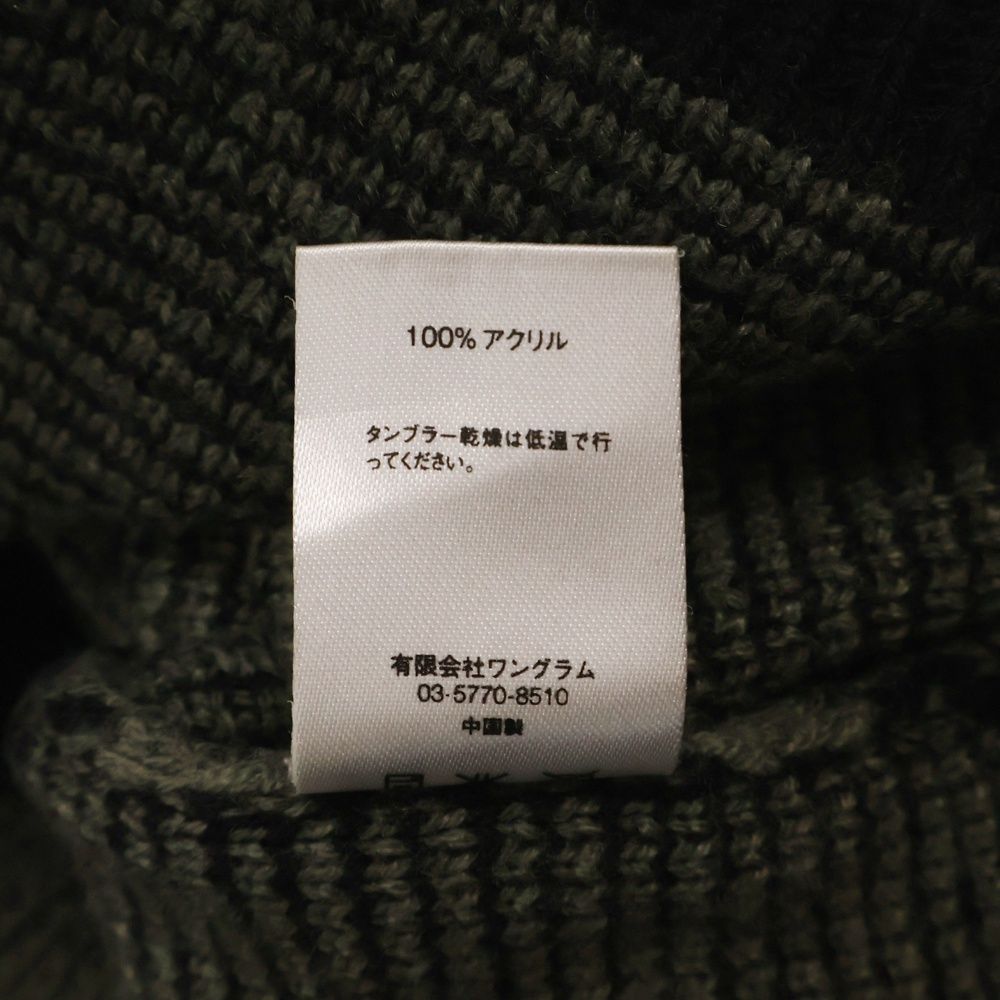 100% アクリル
タンブラー乾燥は低温で行
ってください。
有限会社ワングラム
03-5770-8510
中国製